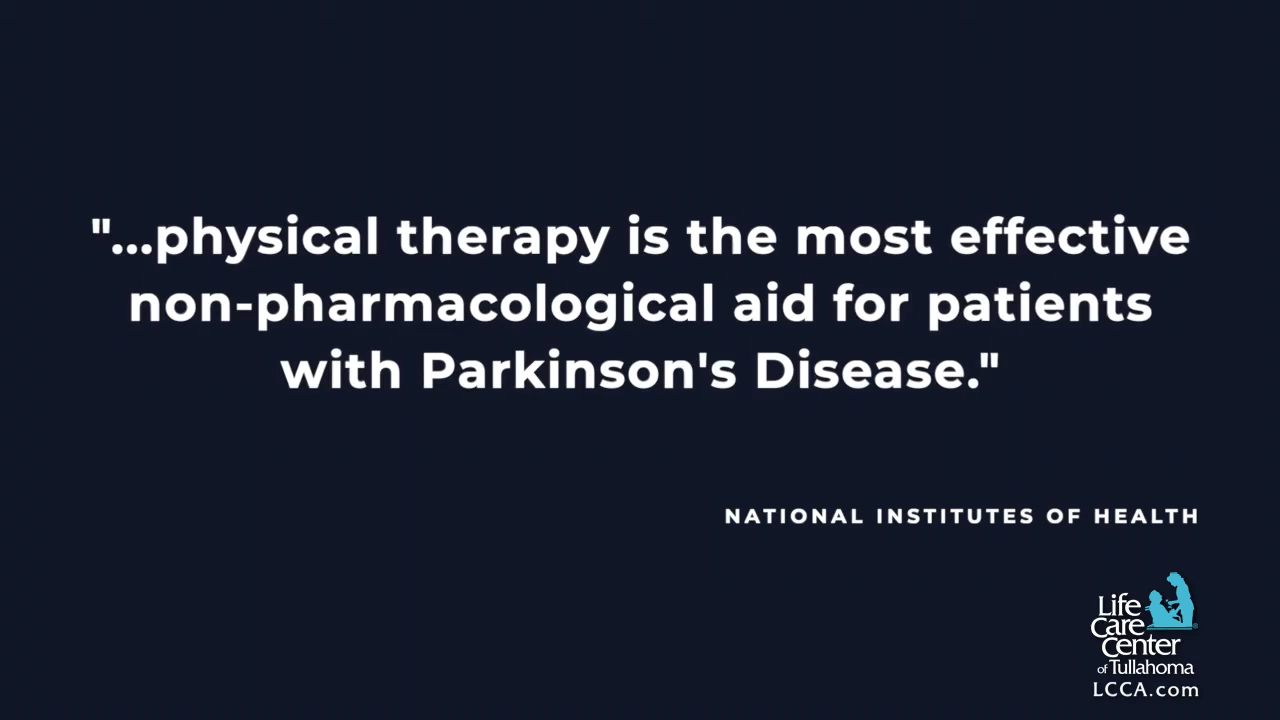 "...physical therapy is the most effective
non-pharmacological aid for patients
with Parkinson's Disease."
NATIONAL INSTITUTES OF HEALTH
Life
Care
Center
of Tullahoma
LCCA.com